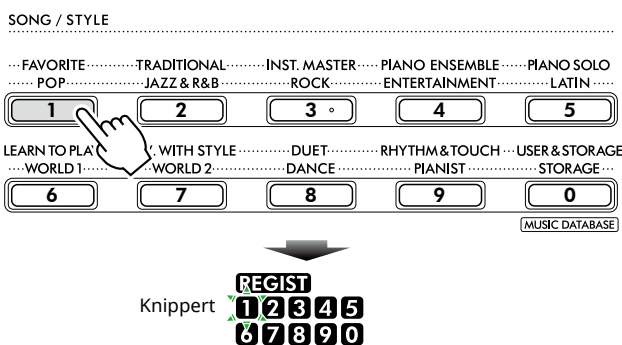 SONG / STYLE
FAVORITE TRADITIONAL INST. MASTER PIANO ENSEMBLE PIANO SOLO
POP JAZZ & R&B ROCK ENTERTAINMENT LATIN
1 2 3 4 5
LEARN TO PLAY WITH STYLE DUET RHYTHM & TOUCH USER & STORAGE
WORLD 1 WORLD 2 DANCE PIANIST STORAGE
6 7 8 9 0
MUSIC DATABASE
REGIST
Knippert 1 2 3 4 5
6 7 8 9 0